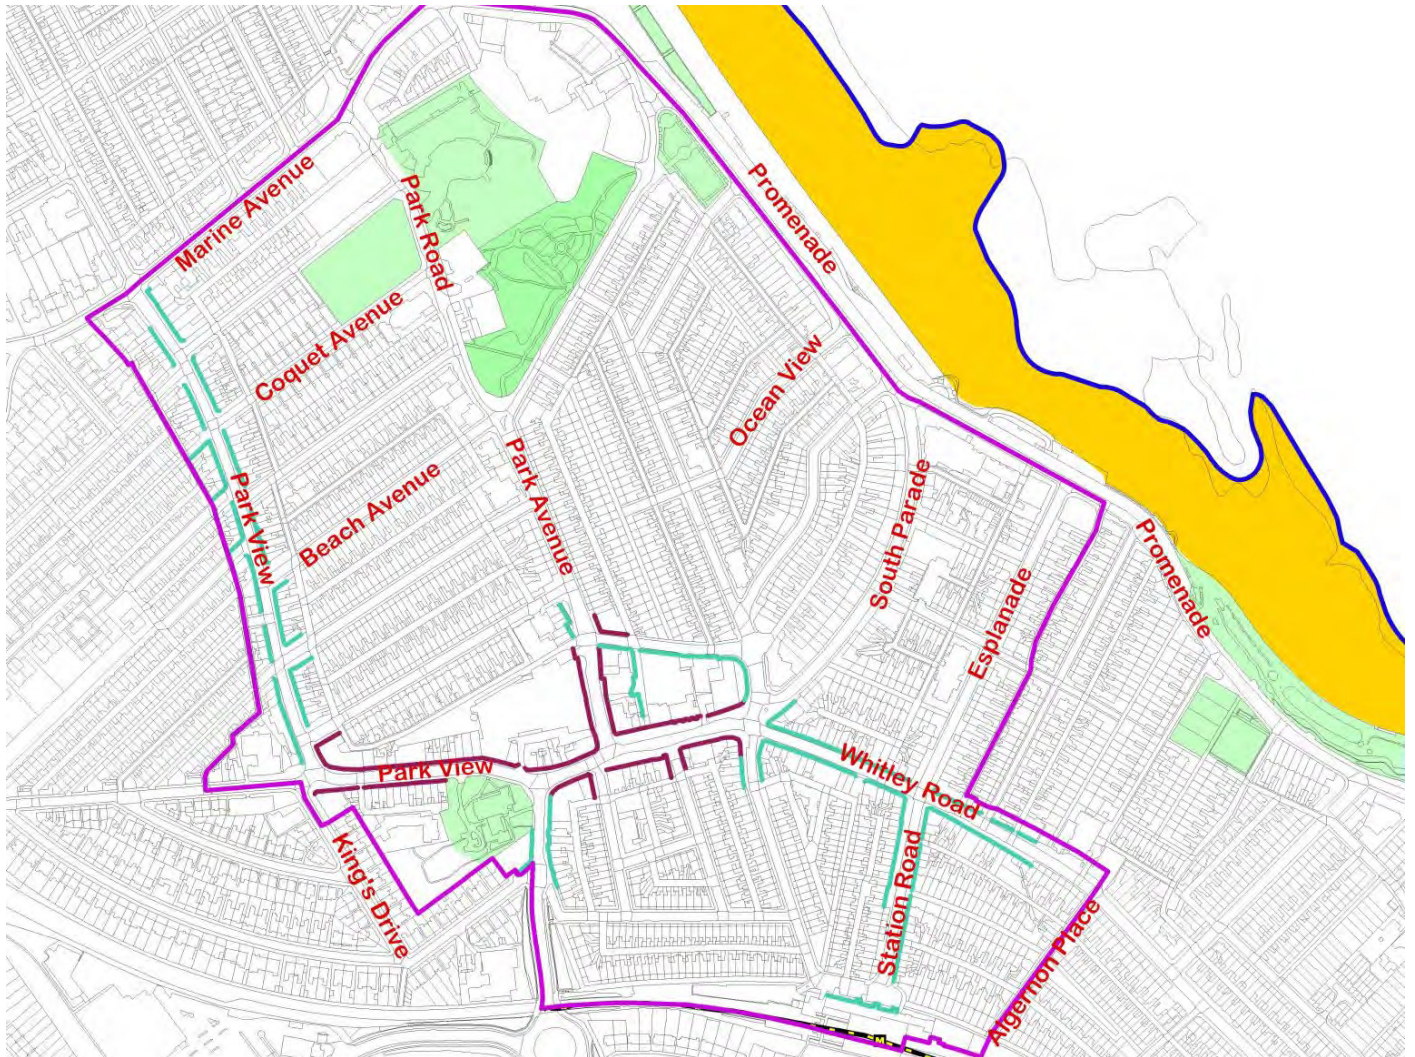 Marine Avenue
Park Road
Promenade
Coquet Avenue
Ocean View
Park View
Beach Avenue
Park Avenue
South Parade
Promenade
Esplanade
Park View
Whitley Road
King's Drive
Station Road
Algernon Place
M